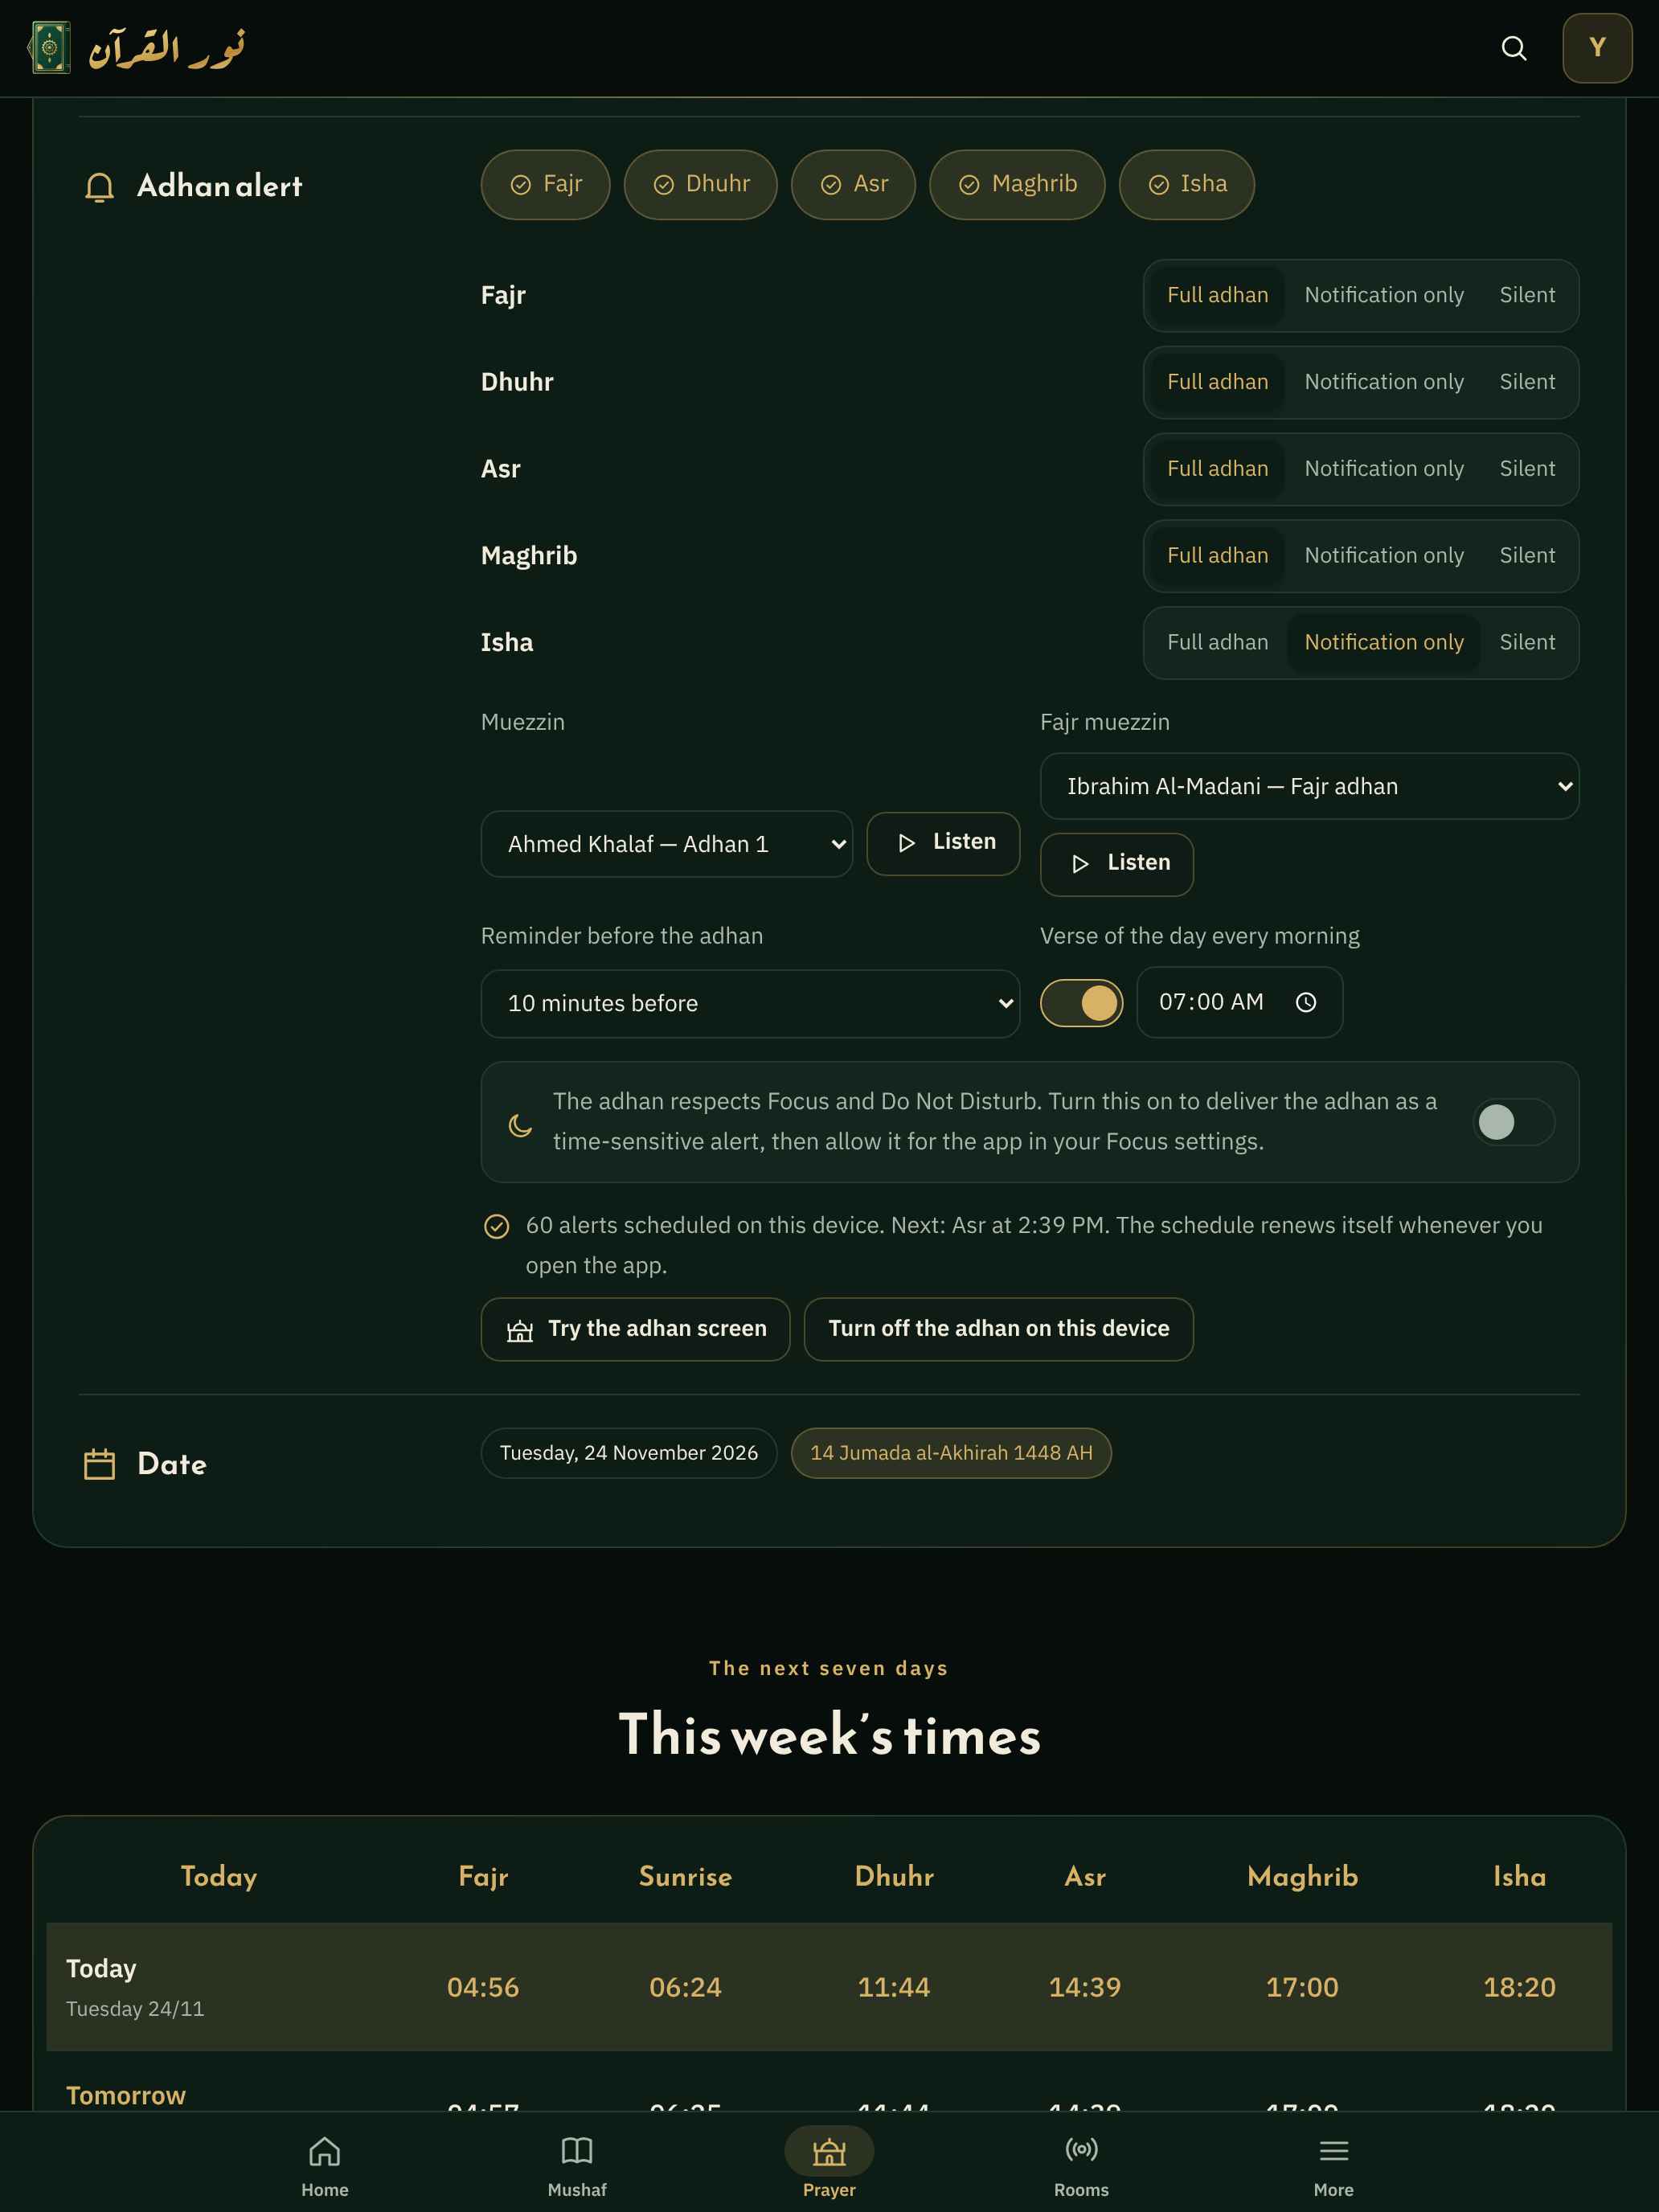 نور القرآن
Y
Adhan alert
Fajr
Dhuhr
Asr
Maghrib
Isha
Fajr
Full adhan Notification only Silent
Dhuhr
Full adhan Notification only Silent
Asr
Full adhan Notification only Silent
Maghrib
Full adhan Notification only Silent
Isha
Full adhan Notification only Silent
Muezzin
Ahmed Khalaf — Adhan 1
Listen
Fajr muezzin
Ibrahim Al-Madani — Fajr adhan
Listen
Reminder before the adhan
10 minutes before
Verse of the day every morning
07:00 AM
The adhan respects Focus and Do Not Disturb. Turn this on to deliver the adhan as a
time-sensitive alert, then allow it for the app in your Focus settings.
60 alerts scheduled on this device. Next: Asr at 2:39 PM. The schedule renews itself whenever you
open the app.
Try the adhan screen
Turn off the adhan on this device
Date
Tuesday, 24 November 2026
14 Jumada al-Akhirah 1448 AH
The next seven days
This week’s times
Today Fajr Sunrise Dhuhr Asr Maghrib Isha
Today
Tuesday 24/11
04:56 06:24 11:44 14:39 17:00 18:20
Tomorrow
Home
Mushaf
Prayer
Rooms
More